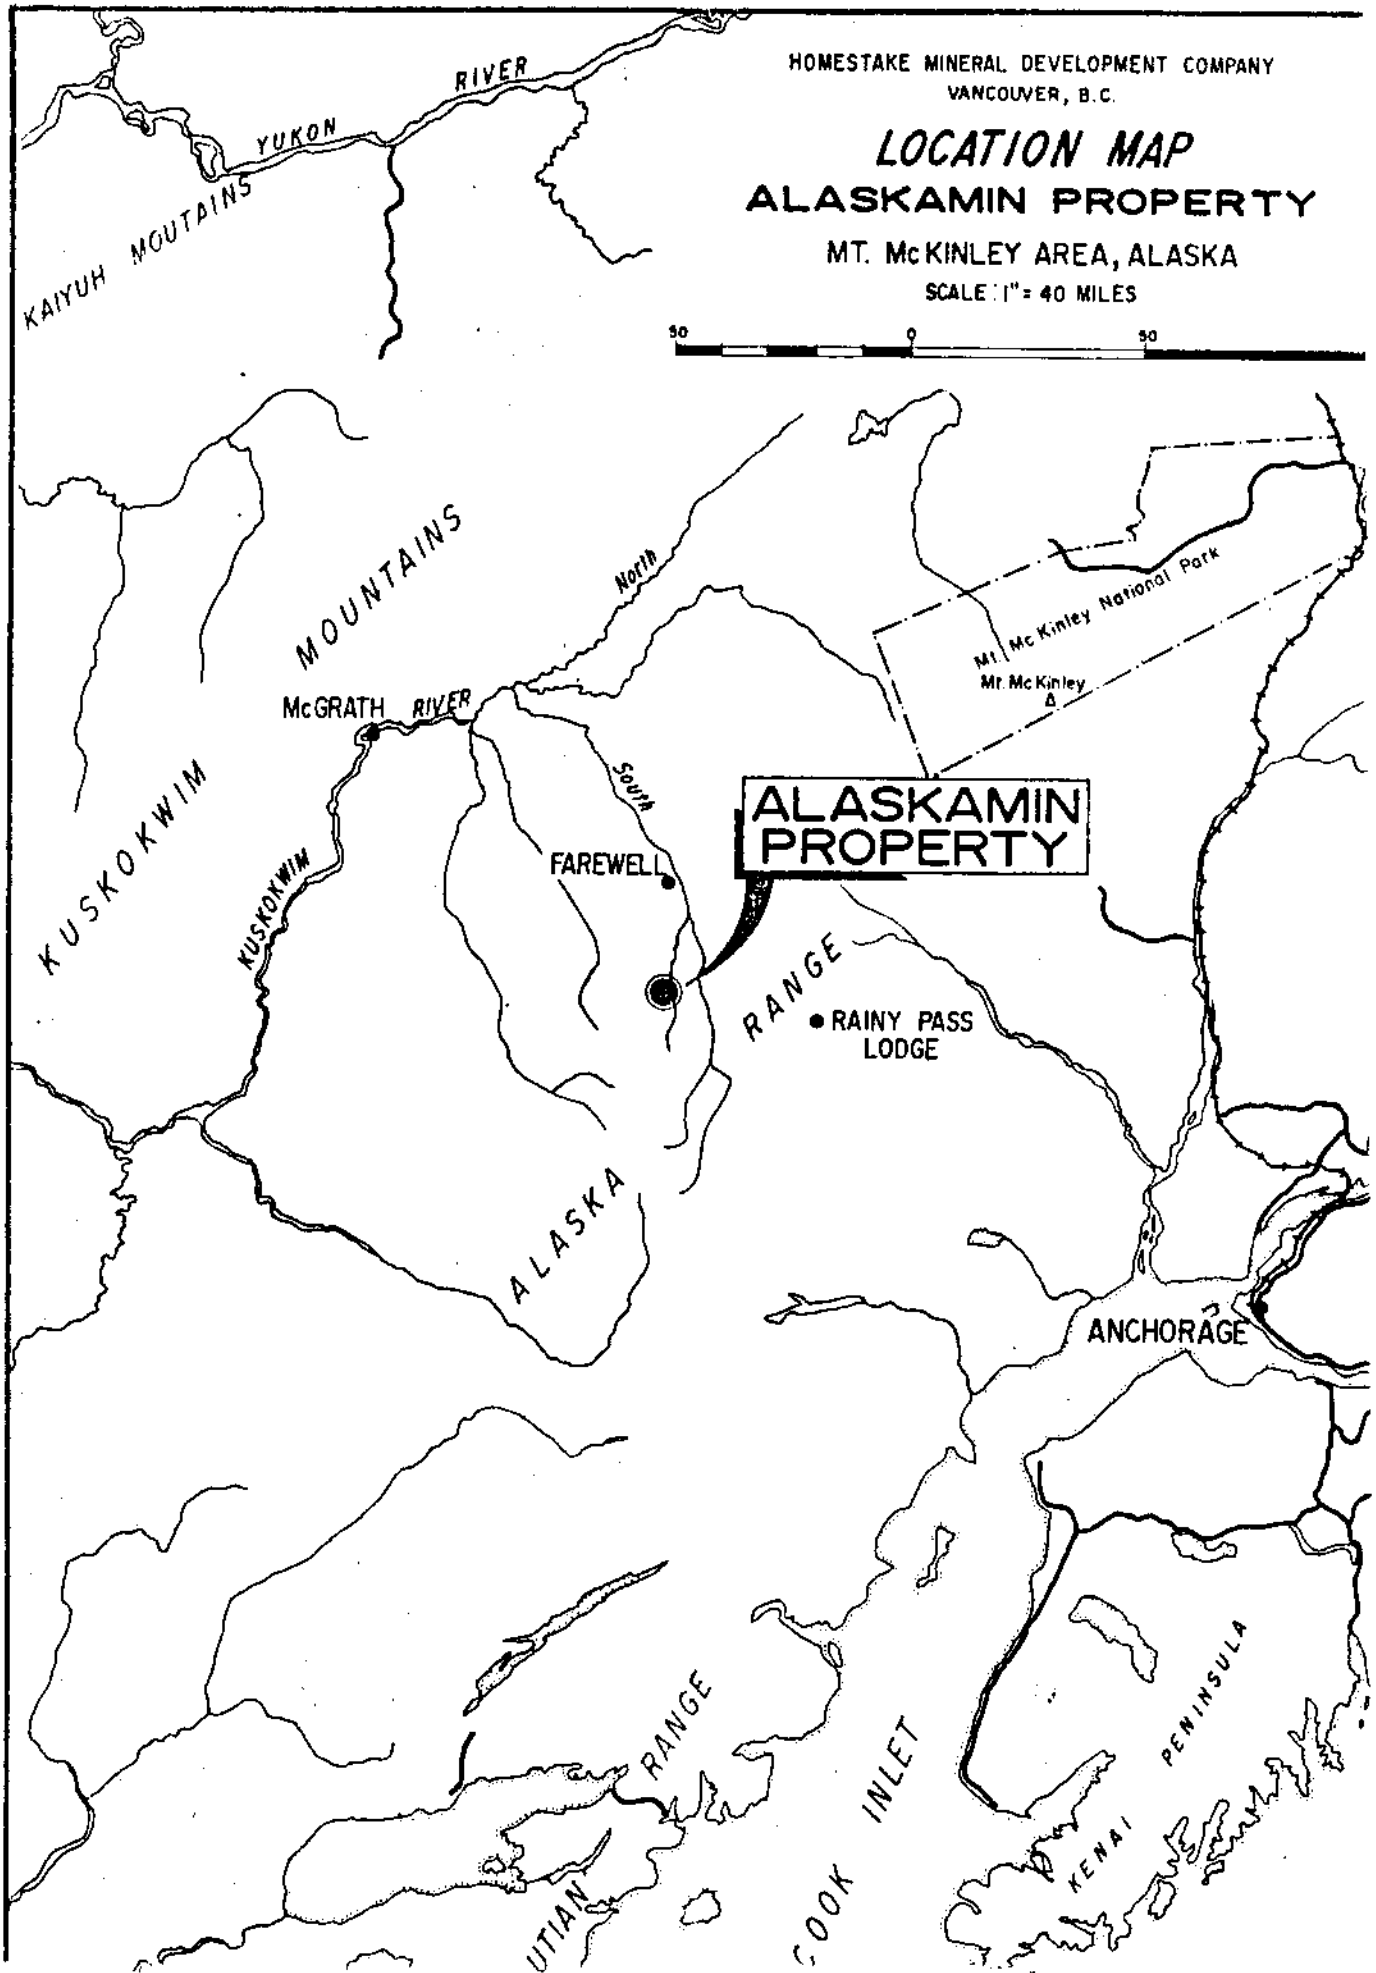 HOMESTAKE MINERAL DEVELOPMENT COMPANY
VANCOUVER, B.C.
LOCATION MAP
ALASKAMIN PROPERTY
MT. McKINLEY AREA, ALASKA
SCALE: 1" = 40 MILES
50 0 50
YUKON RIVER
KAIYUH MOUTAINS
KUSKOKWIM MOUNTAINS
North
Mt. McKinley National Park
Mt. McKinley
McGRATH
RIVER
KUSKOKWIM
South
ALASKAMIN
PROPERTY
FAREWELL
ALASKA RANGE
RAINY PASS
LODGE
ANCHORAGE
UTIAN RANGE
COOK INLET
KENAI PENINSULA